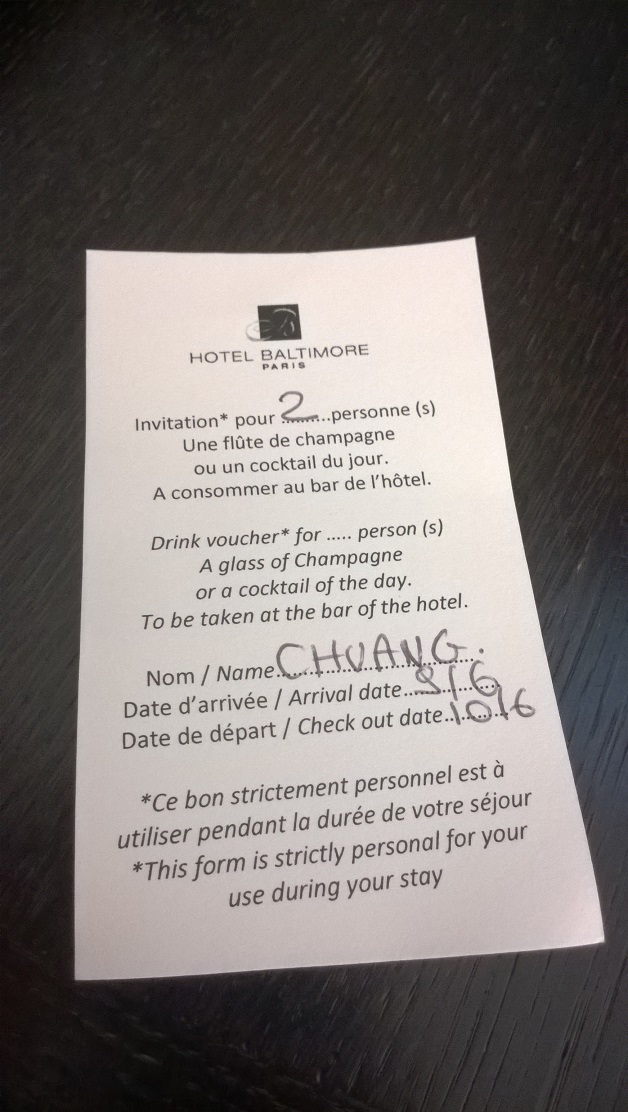 HOTEL BALTIMORE
PARIS
Invitation* pour ..2...personne (s)
Une flûte de champagne
ou un cocktail du jour.
A consommer au bar de l'hôtel.
Drink voucher* for ..... person (s)
A glass of Champagne
or a cocktail of the day.
To be taken at the bar of the hotel.
Nom / Name CHUANG.
Date d'arrivée / Arrival date 8/6
Date de départ / Check out date 10/6
*Ce bon strictement personnel est à
utiliser pendant la durée de votre séjour
*This form is strictly personal for your
use during your stay